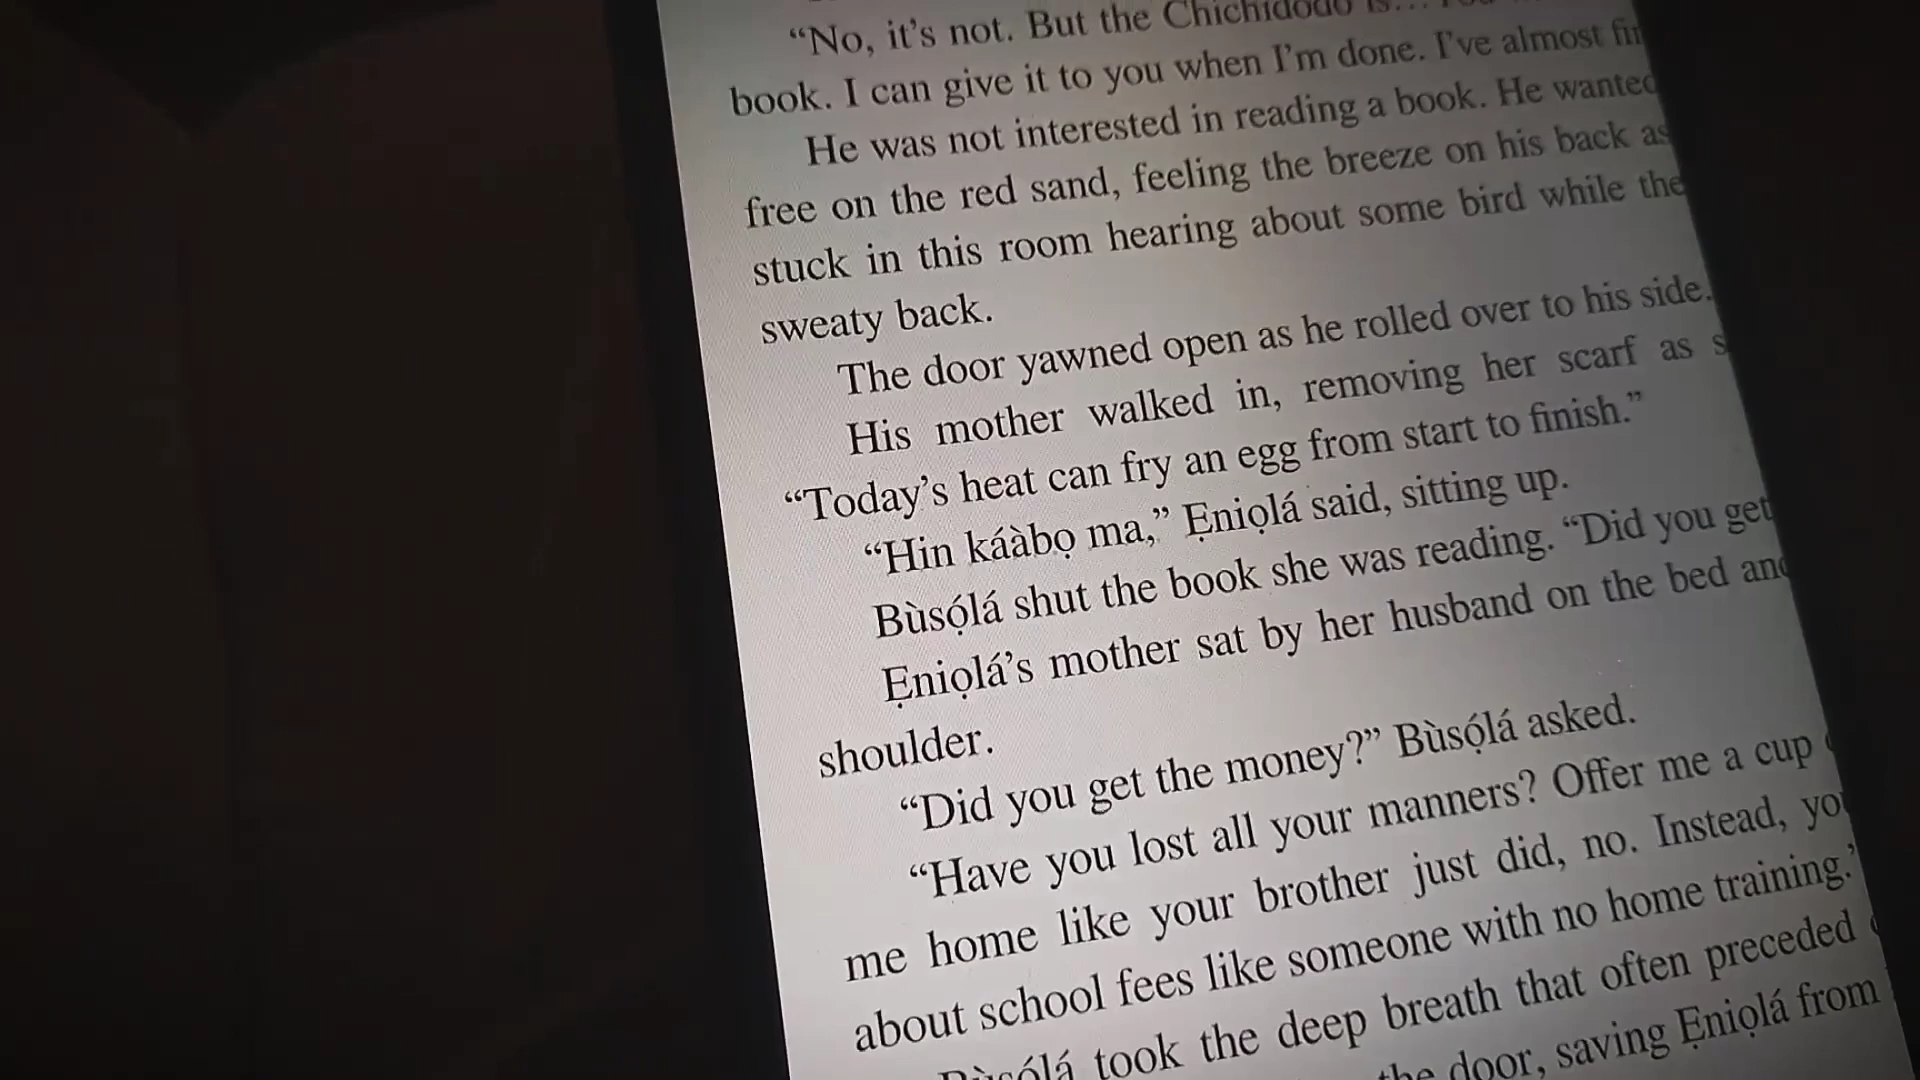 “No, it’s not. But the Chichidodo is...
book. I can give it to you when I’m done. I’ve almost
He was not interested in reading a book. He wanted
free on the red sand, feeling the breeze on his back as
stuck in this room hearing about some bird while the
sweaty back.
The door yawned open as he rolled over to his side.
His mother walked in, removing her scarf as
“Today’s heat can fry an egg from start to finish.”
“Hin káàbọ ma,” Ẹniọlá said, sitting up.
Bùsọ́lá shut the book she was reading. “Did you get
Ẹniọlá’s mother sat by her husband on the bed and
shoulder.
“Did you get the money?” Bùsọ́lá asked.
“Have you lost all your manners? Offer me a cup
me home like your brother just did, no. Instead, you
about school fees like someone with no home training.’
Bùsọ́lá took the deep breath that often preceded
the door, saving Ẹniọlá from